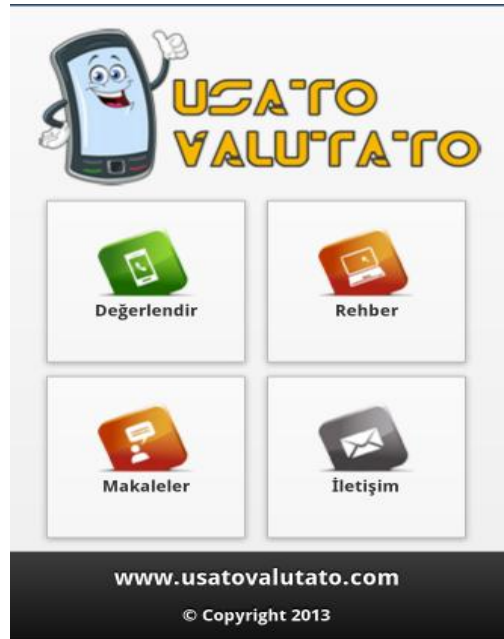 USATO
VALUTATO
Değerlendir
Rehber
Makaleler
İletişim
www.usatovalutato.com
© Copyright 2013